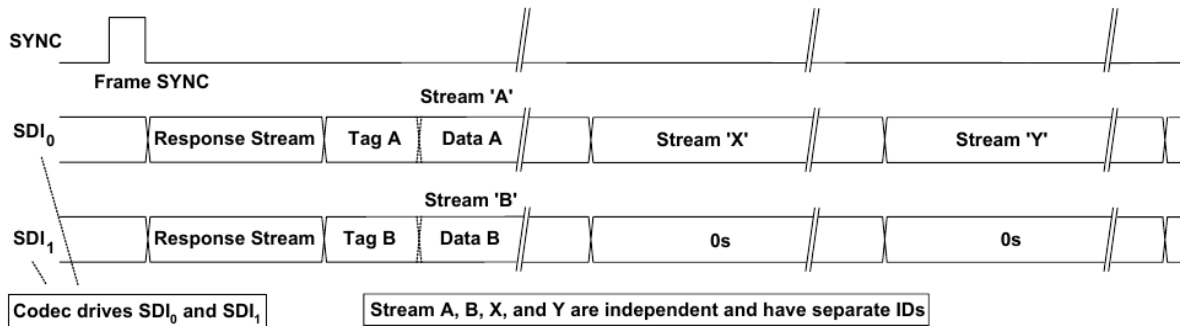 SYNC
Frame SYNC
Stream 'A'
SDI0 Response Stream Tag A Data A Stream 'X' Stream 'Y'
Stream 'B'
SDI1 Response Stream Tag B Data B 0s 0s
Codec drives SDI0 and SDI1
Stream A, B, X, and Y are independent and have separate IDs